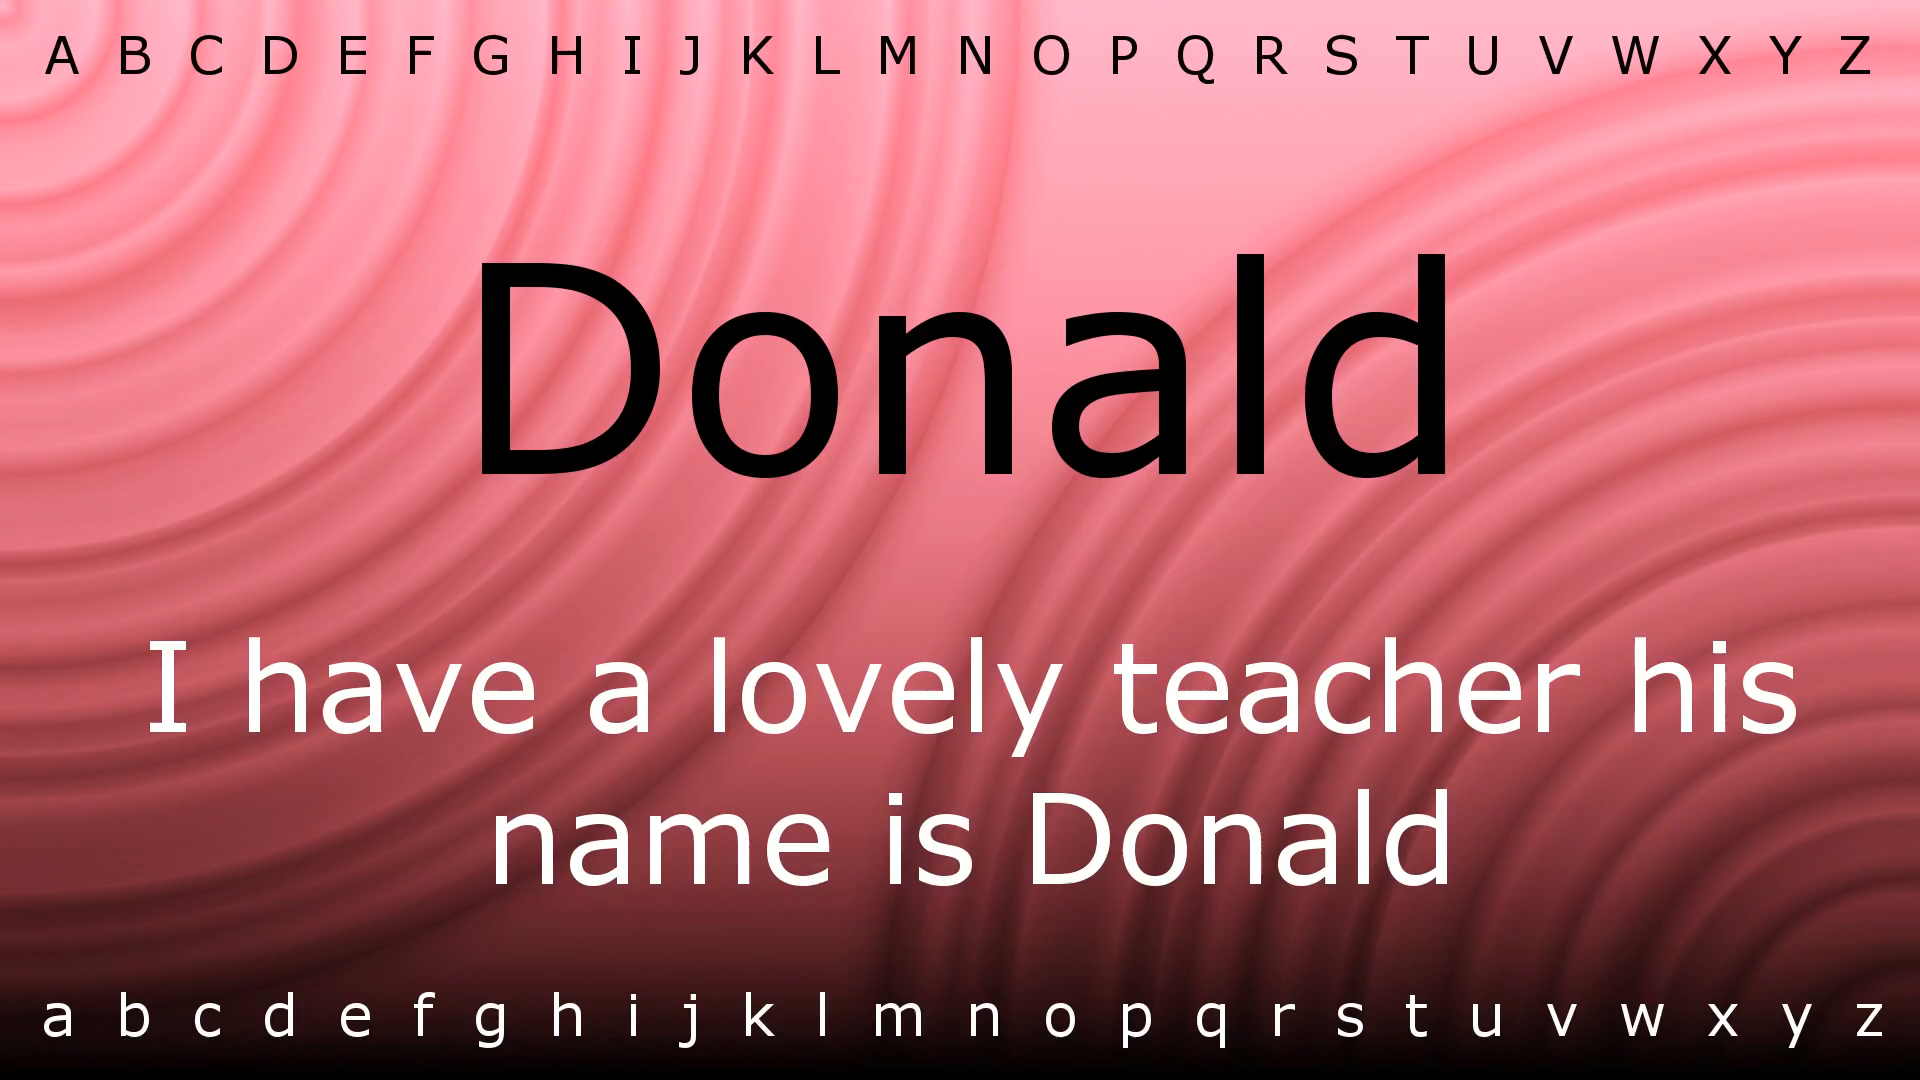 A B C D E F G H I J K L M N O P Q R S T U V W X Y Z
Donald
I have a lovely teacher his
name is Donald
a b c d e f g h i j k l m n o p q r s t u v w x y z